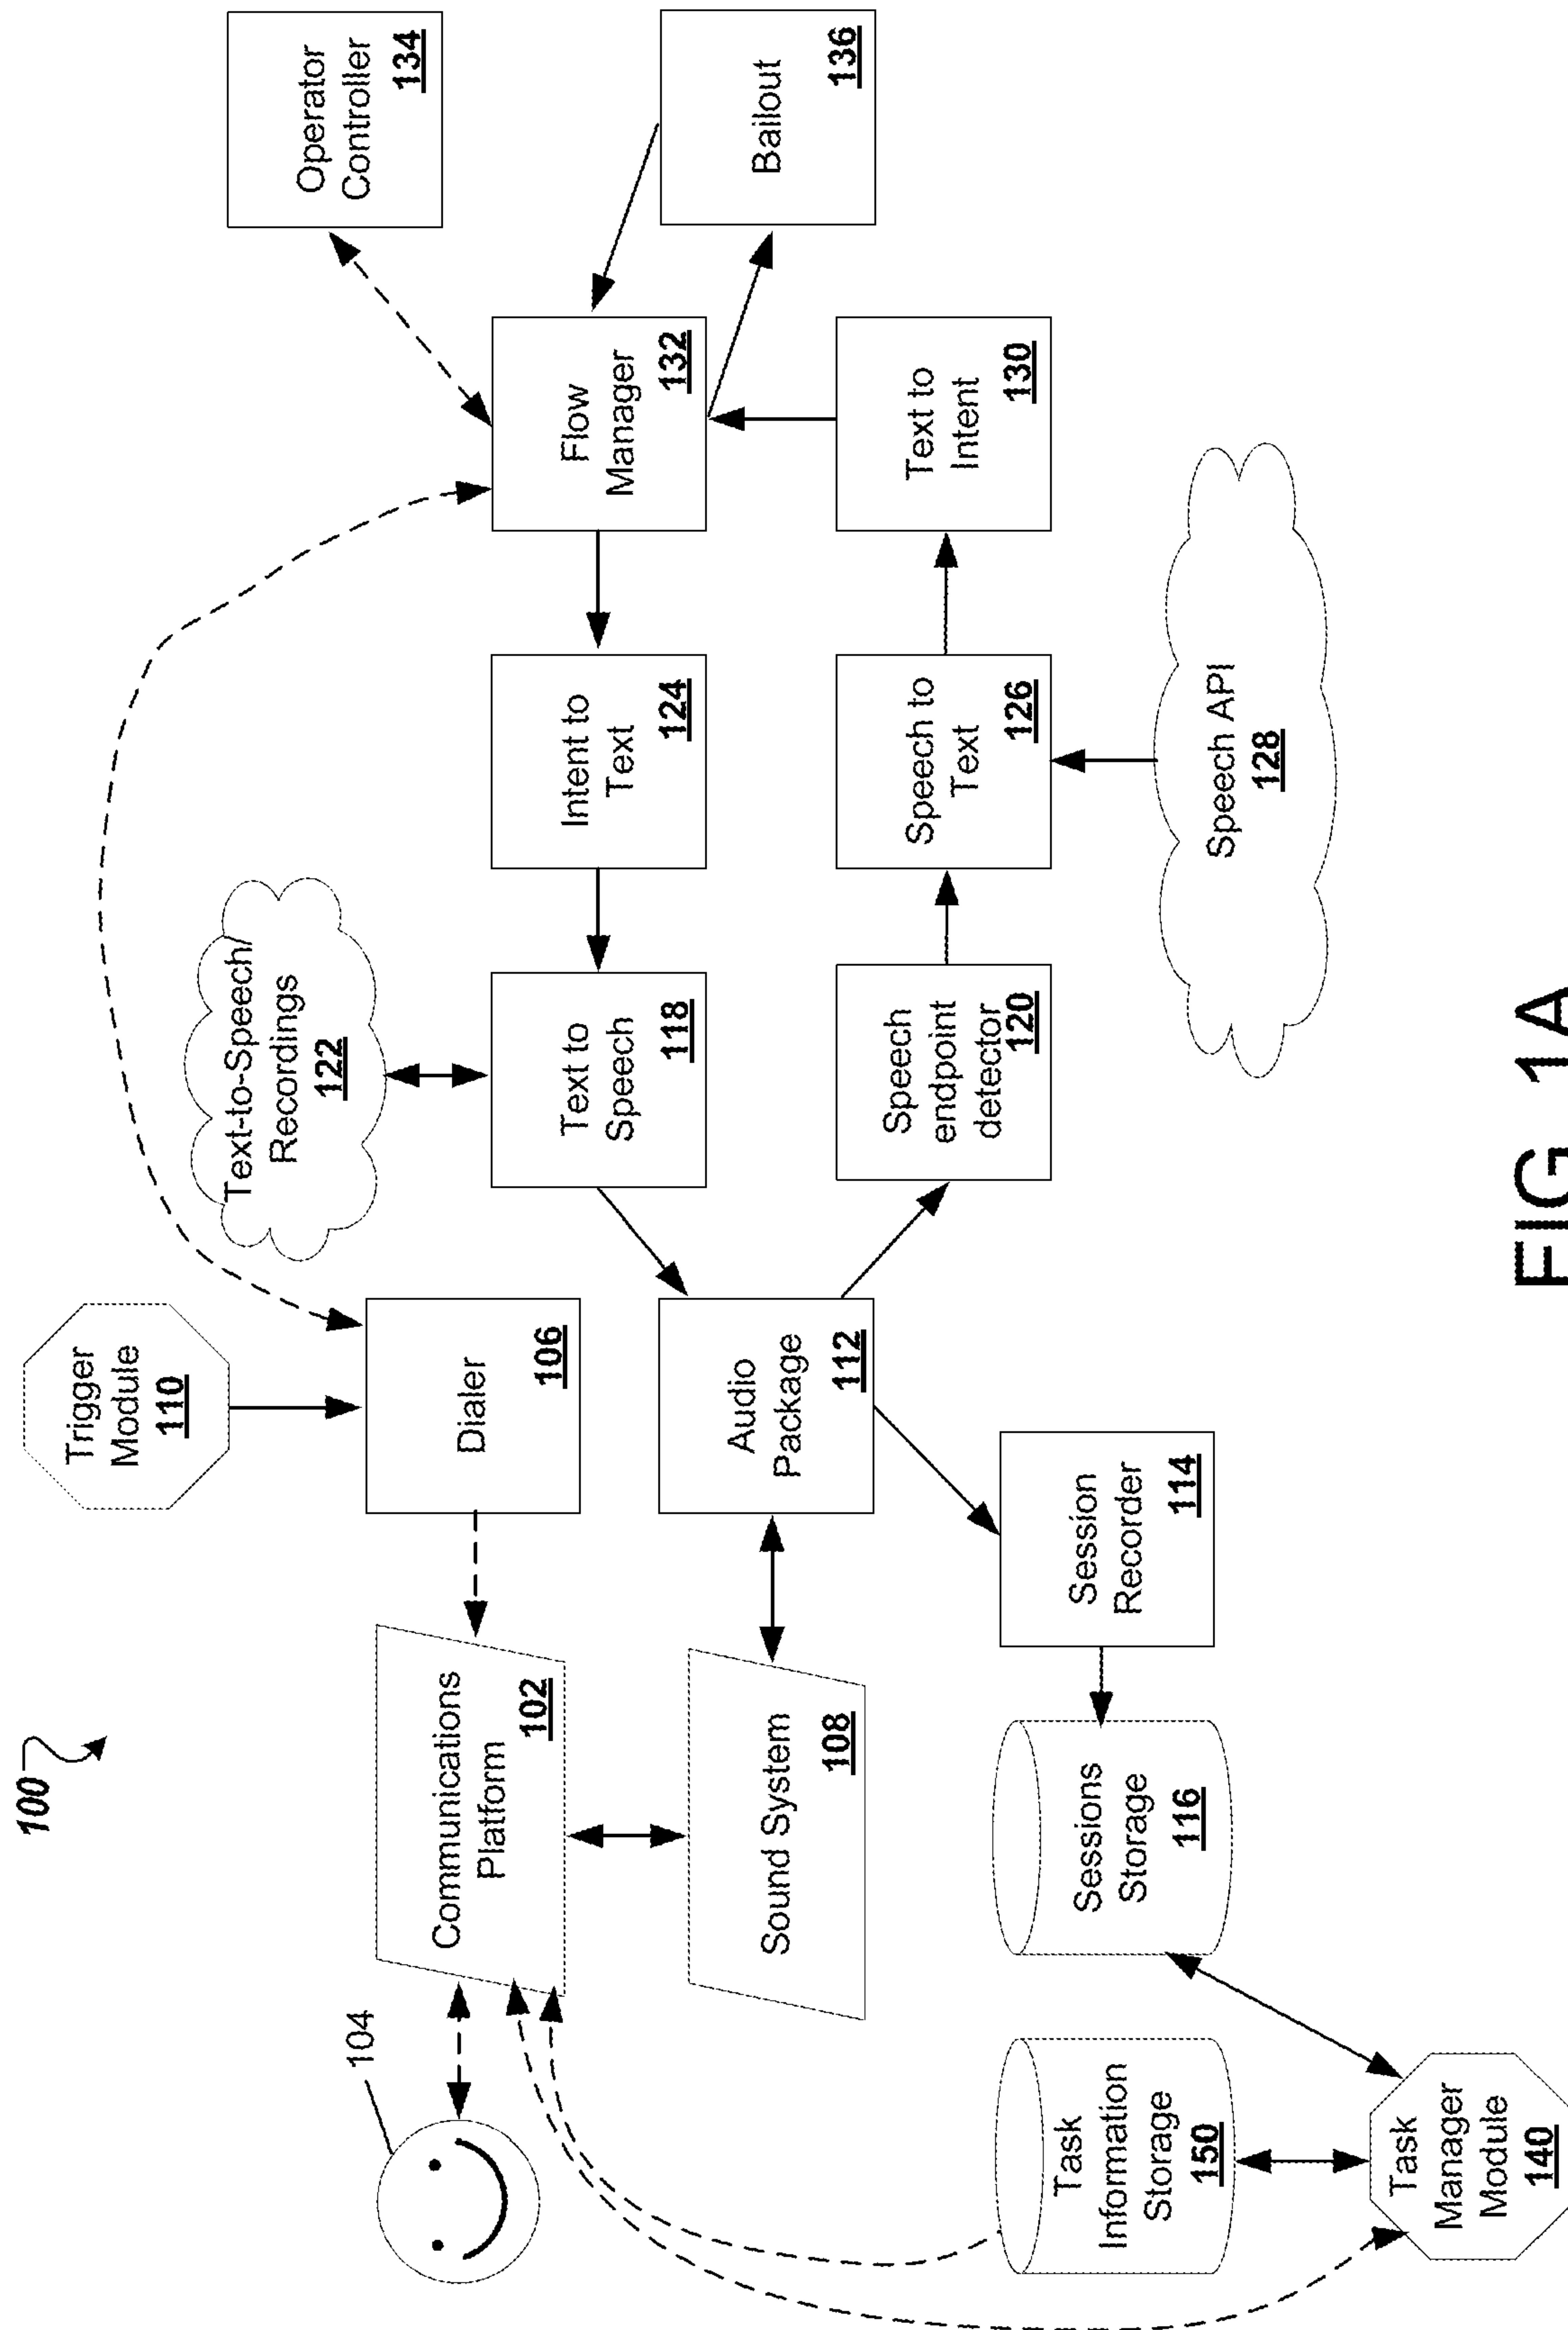 100
Trigger
Module
110
104
Communications
Platform
102
Dialer
106
Text-to-Speech/
Recordings
122
Operator
Controller
134
Sound System
108
Audio
Package
112
Text to
Speech
118
Intent to
Text
124
Flow
Manager
132
Bailout
136
Task
Information
Storage
150
Sessions
Storage
116
Session
Recorder
114
Speech
endpoint
detector
120
Speech to
Text
126
Text to
Intent
130
Task
Manager
Module
140
Speech API
128
FIG. 1A